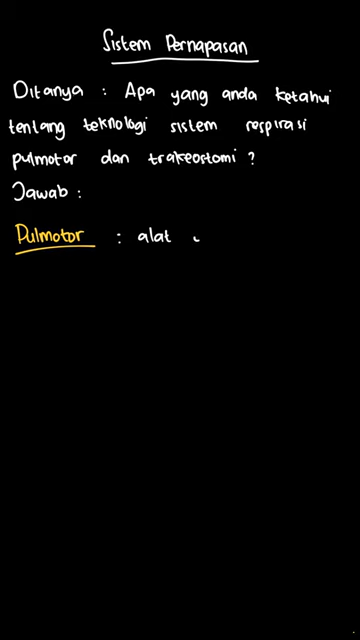 Sistem Pernapasan
Ditanya : Apa yang anda ketahui
tentang teknologi sistem respirasi
pulmotor dan trakeostomi ?
Jawab :
Pulmotor : alat